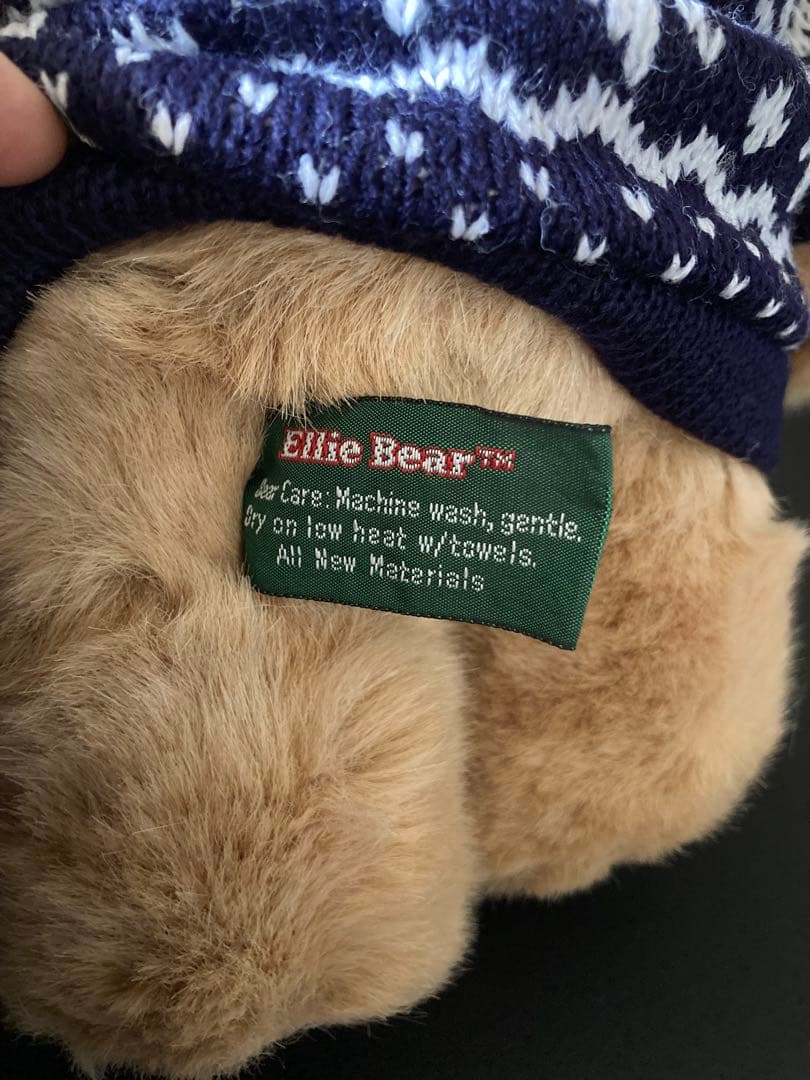 Ellie Bear™
Bear Care: Machine wash, gentle.
Dry on low heat w/towels.
All New Materials